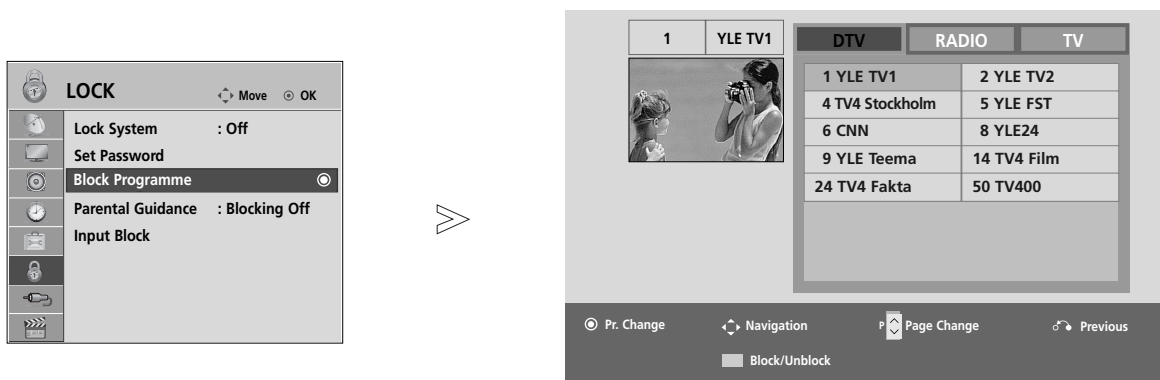 LOCK
Move OK
Lock System : Off
Set Password
Block Programme
Parental Guidance : Blocking Off
Input Block
1 YLE TV1
DTV RADIO TV
1 YLE TV1 2 YLE TV2
4 TV4 Stockholm 5 YLE FST
6 CNN 8 YLE24
9 YLE Teema 14 TV4 Film
24 TV4 Fakta 50 TV400
Pr. Change Navigation P Page Change Previous
Block/Unblock